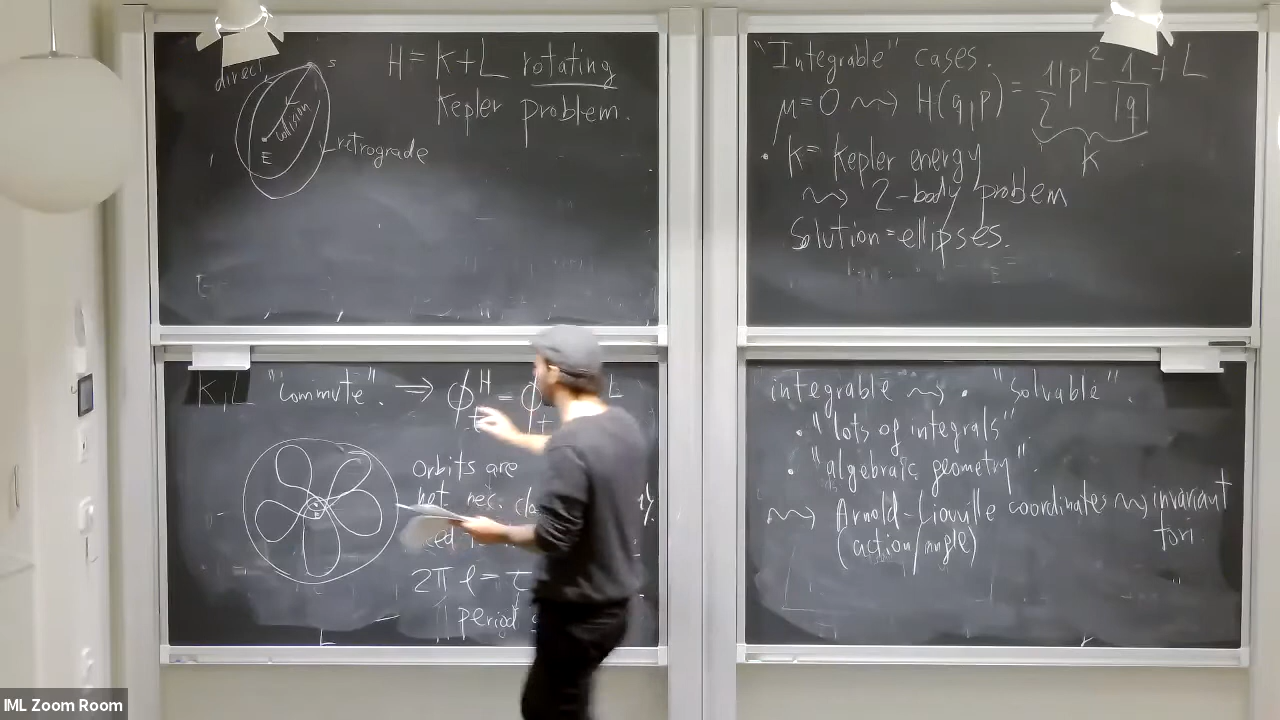 direct
S
collision
E
retrograde
H = K+L rotating
Kepler problem.
"Integrable" cases.
μ=0 ⇝ H(q,p) = 1/2|p|² - 1/|q| + L
K
• K = Kepler energy
⇝ 2-body problem
Solution = ellipses.
K, L "commute". ⇒ ϕ H t = ϕ t L
E
orbits are
not nec.
2π ℓ = τ
period
integrable ⇝ • "Solvable".
• "lots of integrals"
• "algebraic geometry".
⇝ Arnold-Liouville coordinates ⇝ invariant
(action/angle) tori.
IML Zoom Room